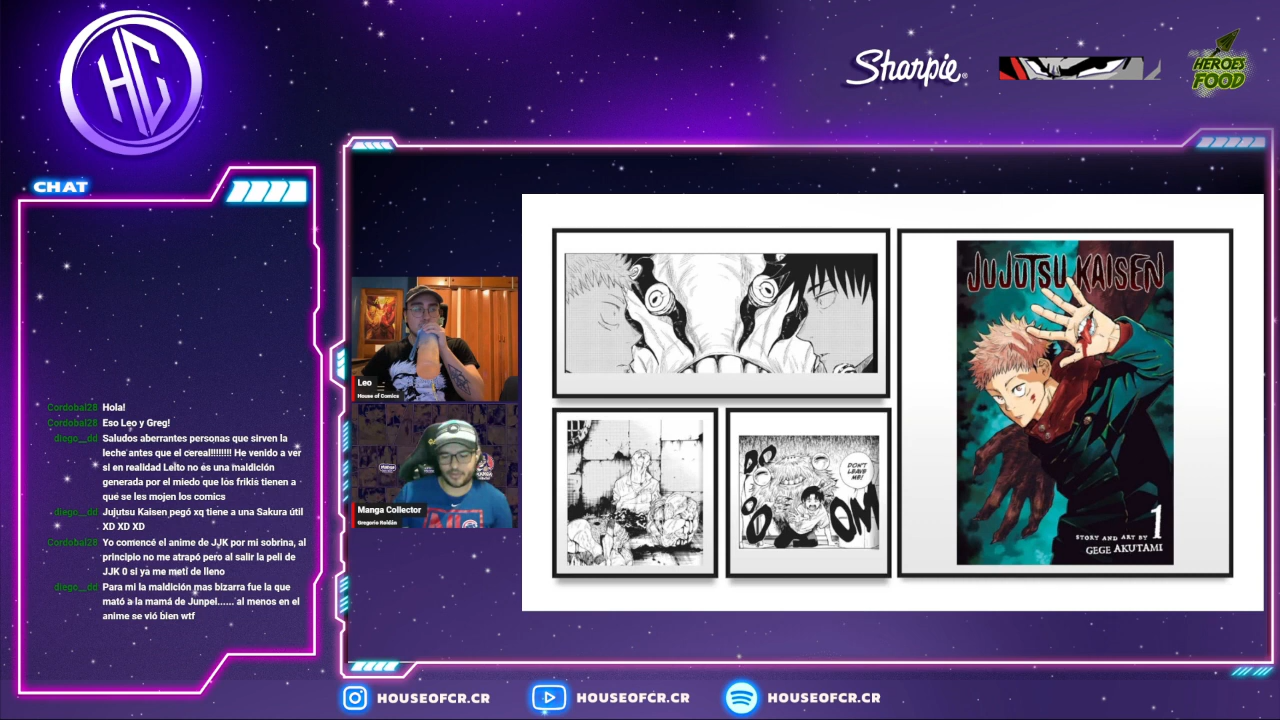 HC
Sharpie
HEROES
FOOD
CHAT
Cordobal28 Hola!
Cordobal28 Eso Leo y Greg!
diego__dd Saludos aberrantes personas que sirven la
leche antes que el cereal!!!!!!!! He venido a ver
si en realidad Leito no es una maldición
generada por el miedo que los frikis tienen a
que se les mojen los comics
diego__dd Jujutsu Kaisen pegó xq tiene a una Sakura útil
XD XD XD
Cordobal28 Yo comencé el anime de JJK por mi sobrina, al
principio no me atrapó pero al salir la peli de
JJK 0 si ya me metí de lleno
diego__dd Para mi la maldición mas bizarra fue la que
mató a la mamá de Junpei...... al menos en el
anime se vió bien wtf
Leo
House of Comics
Manga Collector
Gregorio Roldán
DON'T
LEAVE
ME!
DO
OM
JUJUTSU KAISEN
1
STORY AND ART BY
GEGE AKUTAMI
HOUSEOFCR.CR
HOUSEOFCR.CR
HOUSEOFCR.CR